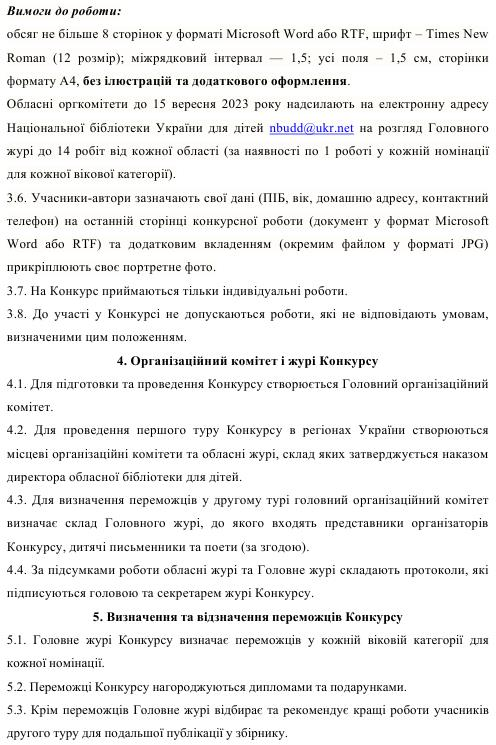 Вимоги до роботи:
обсяг не більше 8 сторінок у форматі Microsoft Word або RTF, шрифт – Times New
Roman (12 розмір); міжрядковий інтервал — 1,5; усі поля – 1,5 см, сторінки
формату А4, без ілюстрацій та додаткового оформлення.
Обласні оргкомітети до 15 вересня 2023 року надсилають на електронну адресу
Національної бібліотеки України для дітей nbudd@ukr.net на розгляд Головного
журі до 14 робіт від кожної області (за наявності по 1 роботі у кожній номінації
для кожної вікової категорії).
3.6. Учасники-автори зазначають свої дані (ПІБ, вік, домашню адресу, контактний
телефон) на останній сторінці конкурсної роботи (документ у формат Microsoft
Word або RTF) та додатковим вкладенням (окремим файлом у форматі JPG)
прикріплюють своє портретне фото.
3.7. На Конкурс приймаються тільки індивідуальні роботи.
3.8. До участі у Конкурсі не допускаються роботи, які не відповідають умовам,
визначеними цим положенням.
4. Організаційний комітет і журі Конкурсу
4.1. Для підготовки та проведення Конкурсу створюється Головний організаційний
комітет.
4.2. Для проведення першого туру Конкурсу в регіонах України створюються
місцеві організаційні комітети та обласні журі, склад яких затверджується наказом
директора обласної бібліотеки для дітей.
4.3. Для визначення переможців у другому турі головний організаційний комітет
визначає склад Головного журі, до якого входять представники організаторів
Конкурсу, дитячі письменники та поети (за згодою).
4.4. За підсумками роботи обласні журі та Головне журі складають протоколи, які
підписуються головою та секретарем журі Конкурсу.
5. Визначення та відзначення переможців Конкурсу
5.1. Головне журі Конкурсу визначає переможців у кожній віковій категорії для
кожної номінації.
5.2. Переможці Конкурсу нагороджуються дипломами та подарунками.
5.3. Крім переможців Головне журі відбирає та рекомендує кращі роботи учасників
другого туру для подальшої публікації у збірнику.